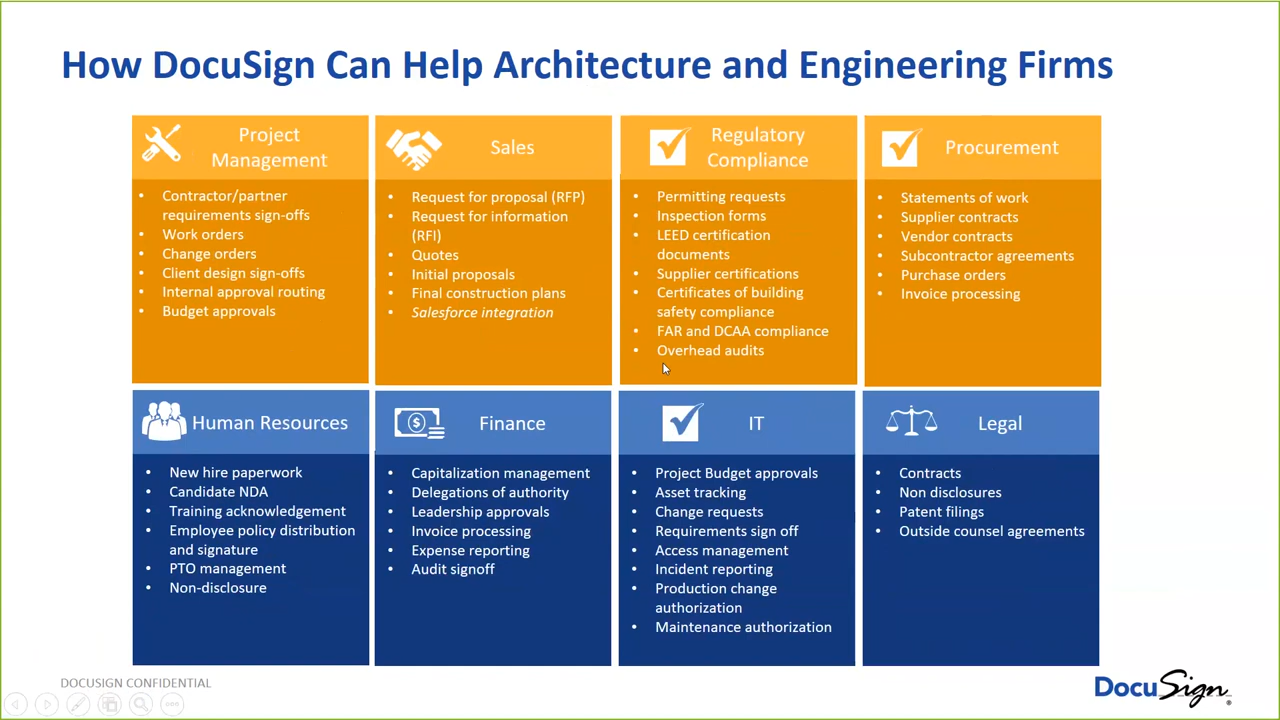 How DocuSign Can Help Architecture and Engineering Firms
Project
Management
• Contractor/partner
requirements sign-offs
• Work orders
• Change orders
• Client design sign-offs
• Internal approval routing
• Budget approvals
Sales
• Request for proposal (RFP)
• Request for information
(RFI)
• Quotes
• Initial proposals
• Final construction plans
• Salesforce integration
Regulatory
Compliance
• Permitting requests
• Inspection forms
• LEED certification
documents
• Supplier certifications
• Certificates of building
safety compliance
• FAR and DCAA compliance
• Overhead audits
Procurement
• Statements of work
• Supplier contracts
• Vendor contracts
• Subcontractor agreements
• Purchase orders
• Invoice processing
Human Resources
• New hire paperwork
• Candidate NDA
• Training acknowledgement
• Employee policy distribution
and signature
• PTO management
• Non-disclosure
$
Finance
• Capitalization management
• Delegations of authority
• Leadership approvals
• Invoice processing
• Expense reporting
• Audit signoff
IT
• Project Budget approvals
• Asset tracking
• Change requests
• Requirements sign off
• Access management
• Incident reporting
• Production change
authorization
• Maintenance authorization
Legal
• Contracts
• Non disclosures
• Patent filings
• Outside counsel agreements
DOCUSIGN CONFIDENTIAL
DocuSign®